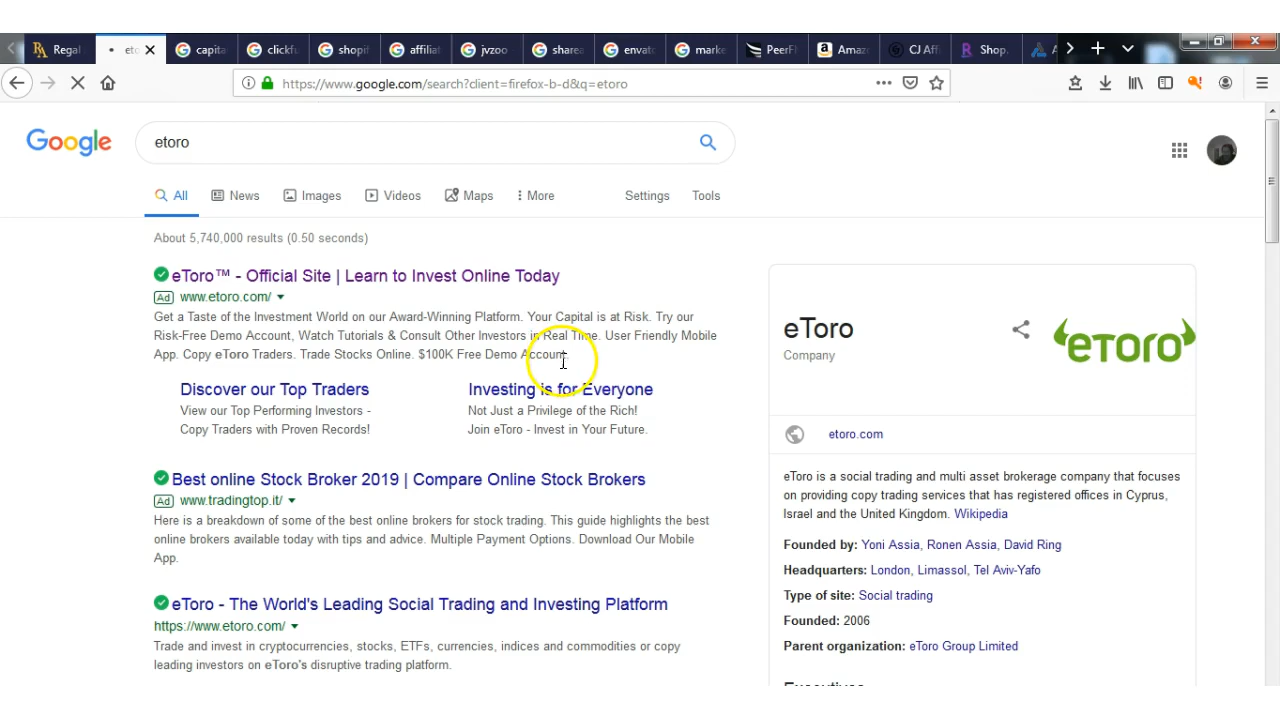 Regal
eto
capita
clickfu
shopif
affiliat
jvzoo
sharea
envato
marke
PeerFl
Amaz
CJ Aff
Shop.
https://www.google.com/search?client=firefox-b-d&q=etoro
Google
etoro
All
News
Images
Videos
Maps
More
Settings
Tools
About 5,740,000 results (0.50 seconds)
eToro™ - Official Site | Learn to Invest Online Today
Ad www.etoro.com/
Get a Taste of the Investment World on our Award-Winning Platform. Your Capital is at Risk. Try our
Risk-Free Demo Account, Watch Tutorials & Consult Other Investors in Real Time. User Friendly Mobile
App. Copy eToro Traders. Trade Stocks Online. $100K Free Demo Account.
Discover our Top Traders
View our Top Performing Investors -
Copy Traders with Proven Records!
Investing is for Everyone
Not Just a Privilege of the Rich!
Join eToro - Invest in Your Future.
Best online Stock Broker 2019 | Compare Online Stock Brokers
Ad www.tradingtop.it/
Here is a breakdown of some of the best online brokers for stock trading. This guide highlights the best
online brokers available today with tips and advice. Multiple Payment Options. Download Our Mobile
App.
eToro - The World's Leading Social Trading and Investing Platform
https://www.etoro.com/
Trade and invest in cryptocurrencies, stocks, ETFs, currencies, indices and commodities or copy
leading investors on eToro's disruptive trading platform.
eToro
Company
eToro
etoro.com
eToro is a social trading and multi asset brokerage company that focuses
on providing copy trading services that has registered offices in Cyprus,
Israel and the United Kingdom. Wikipedia
Founded by: Yoni Assia, Ronen Assia, David Ring
Headquarters: London, Limassol, Tel Aviv-Yafo
Type of site: Social trading
Founded: 2006
Parent organization: eToro Group Limited